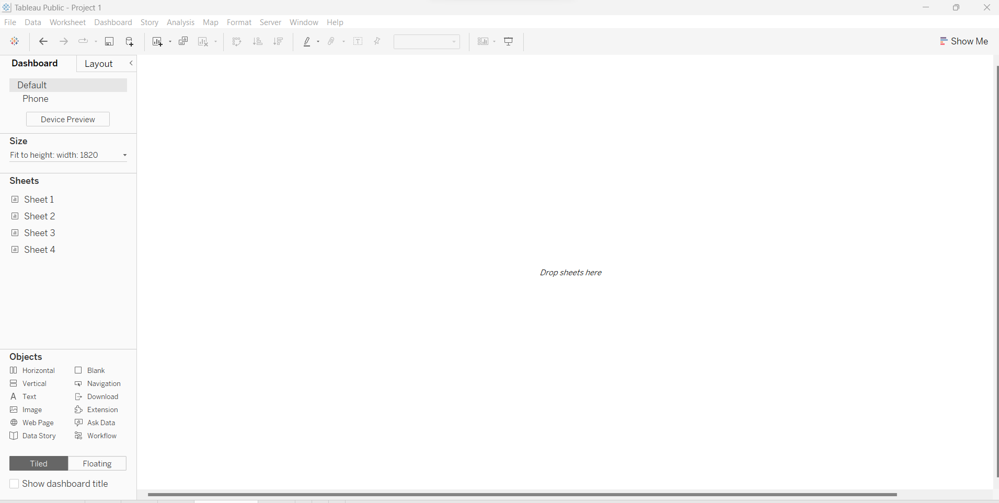 Tableau Public - Project 1
File Data Worksheet Dashboard Story Analysis Map Format Server Window Help
Show Me
Dashboard Layout
Default
Phone
Device Preview
Size
Fit to height: width: 1820
Sheets
Sheet 1
Sheet 2
Sheet 3
Sheet 4
Drop sheets here
Objects
Horizontal Blank
Vertical Navigation
Text Download
Image Extension
Web Page Ask Data
Data Story Workflow
Tiled Floating
Show dashboard title